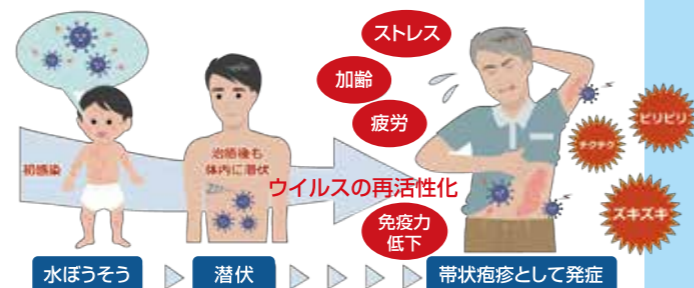 ストレス
加齢
疲労
初感染
治癒後も
体内に潜伏
ウイルスの再活性化
免疫力
低下
チクチク
ピリピリ
ズキズキ
水ぼうそう
潜伏
帯状疱疹として発症